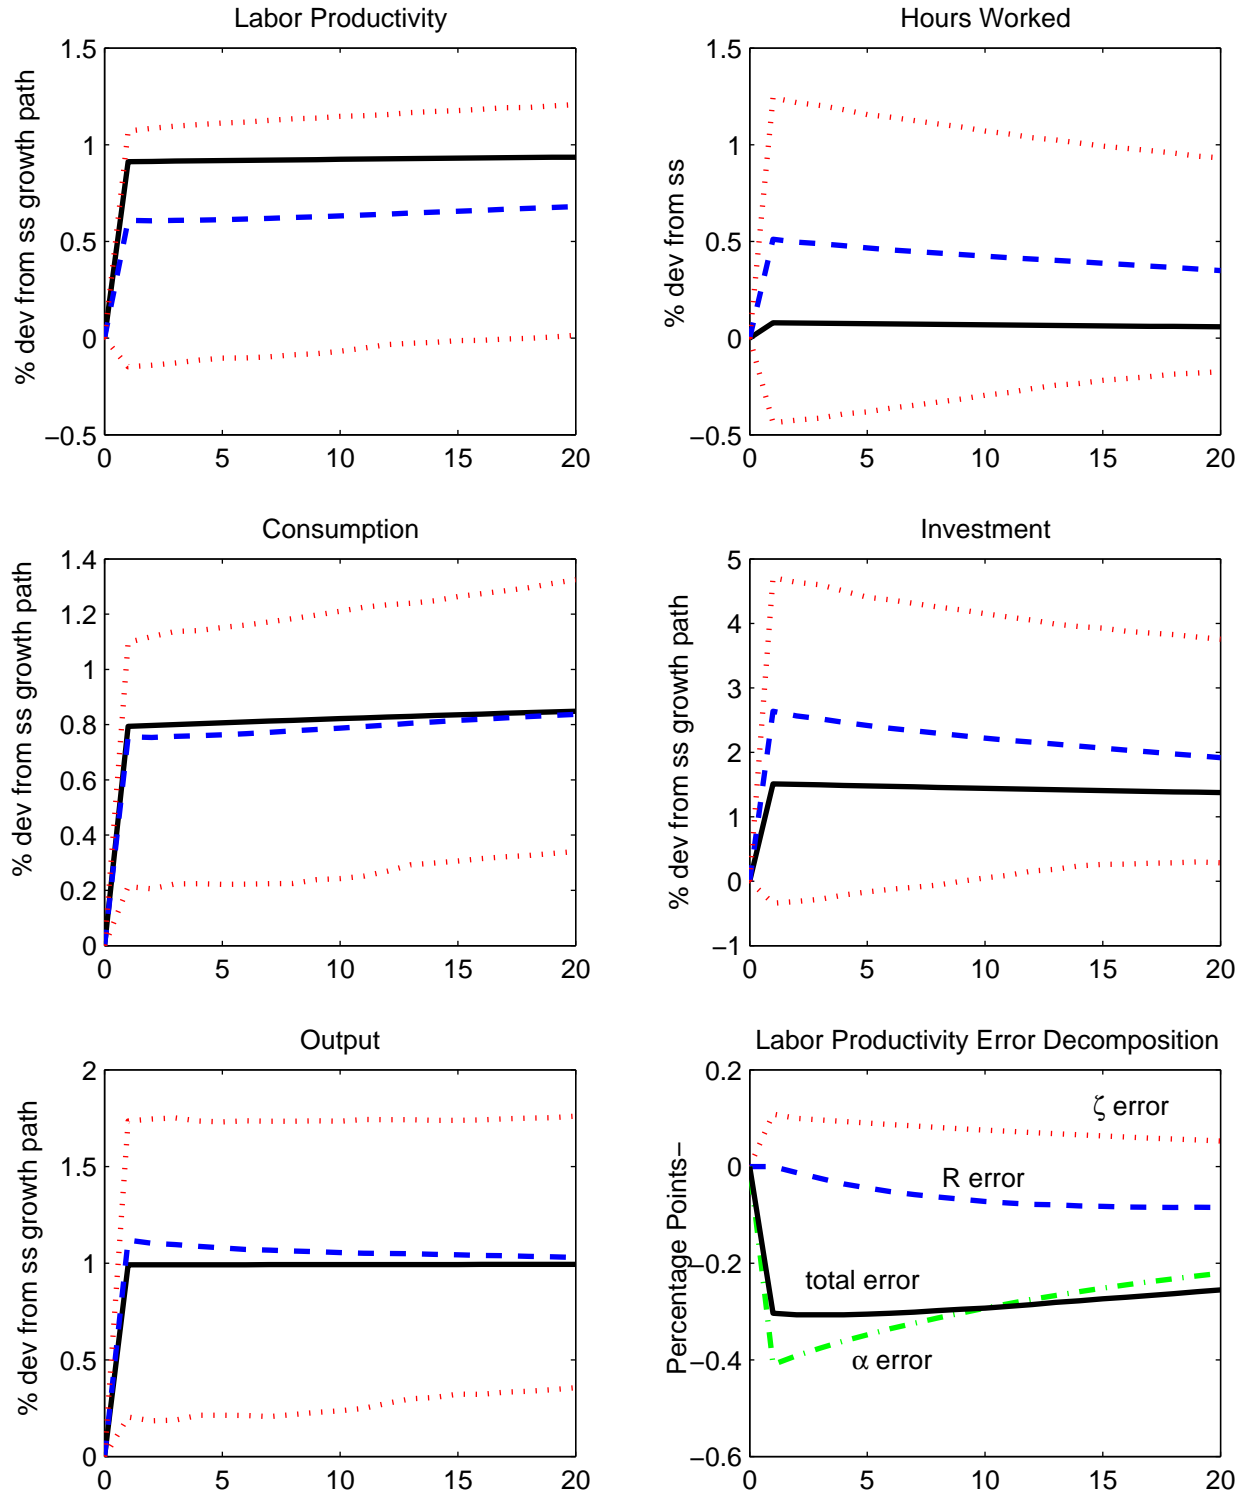 Labor Productivity
% dev from ss growth path
1.5
1
0.5
0
−0.5
0 5 10 15 20
Hours Worked
% dev from ss
1.5
1
0.5
0
−0.5
0 5 10 15 20
Consumption
% dev from ss growth path
1.4
1.2
1
0.8
0.6
0.4
0.2
0
0 5 10 15 20
Investment
% dev from ss growth path
5
4
3
2
1
0
−1
0 5 10 15 20
Output
% dev from ss growth path
2
1.5
1
0.5
0
0 5 10 15 20
Labor Productivity Error Decomposition
Percentage Points−
0.2
0
−0.2
−0.4
−0.6
0 5 10 15 20
ζ error
R error
total error
α error